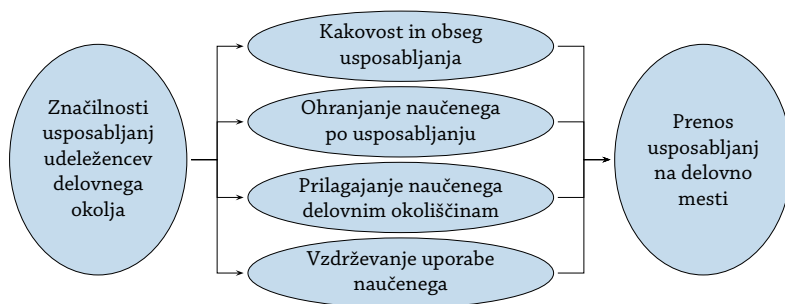 Značilnosti
usposabljanj
udeležencev
delovnega
okolja
Kakovost in obseg
usposabljanja
Ohranjanje naučenega
po usposabljanju
Prilagajanje naučenega
delovnim okoliščinam
Vzdrževanje uporabe
naučenega
Prenos
usposabljanj
na delovno
mesti